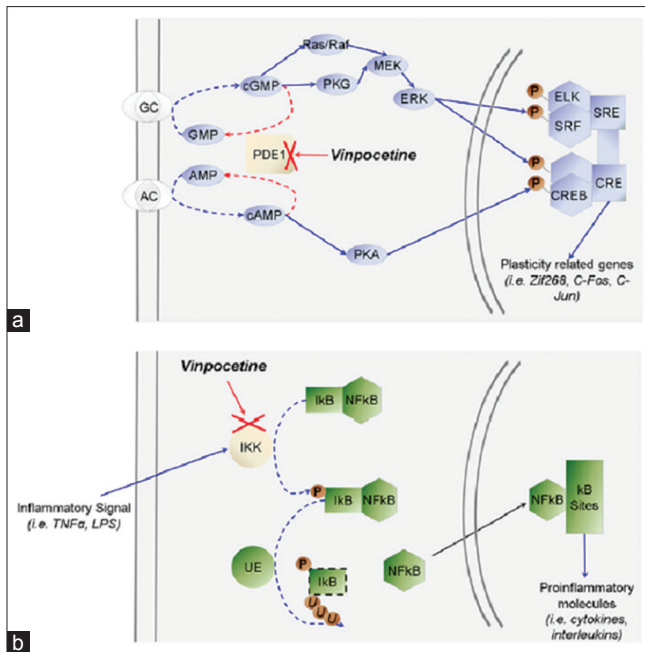 Ras/Raf
MEK
cGMP
PKG
ERK
GC
GMP
P
ELK
P
SRF
SRE
PDE1
Vinpocetine
AMP
AC
cAMP
PKA
P
P
CREB
CRE
Plasticity related genes
(i.e. Zif268, C-Fos, C-
Jun)
a
Vinpocetine
IkB
NFkB
IKK
Inflammatory Signal
(i.e. TNFα, LPS)
P
IkB
NFkB
UE
P
IkB
U
U
U
NFkB
NFkB
kB
Sites
Proinflammatory
molecules
(i.e. cytokines,
interleukins)
b